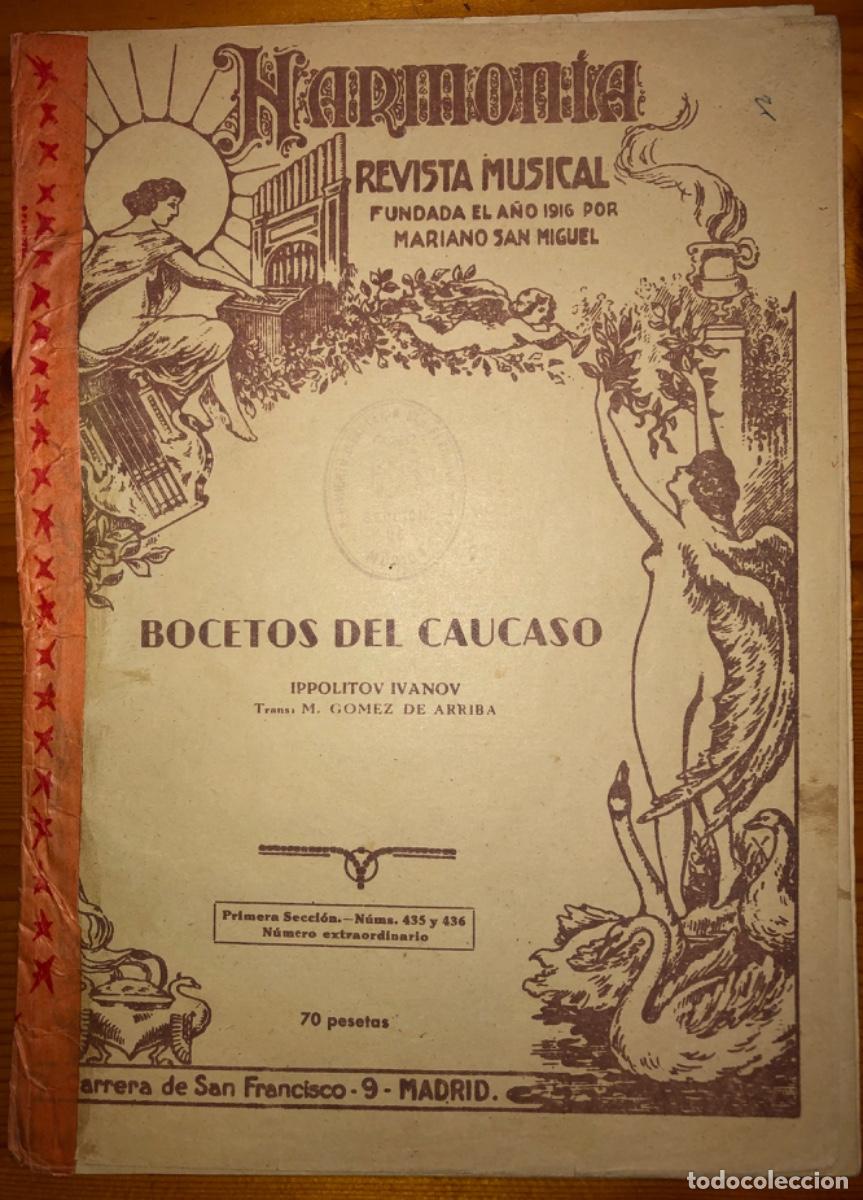 HARMONÍA
REVISTA MUSICAL
FUNDADA EL AÑO 1916 POR
MARIANO SAN MIGUEL
BOCETOS DEL CAUCASO
IPPOLITOV IVANOV
Trans: M. GOMEZ DE ARRIBA
Primera Sección.-Núms. 435 y 436
Número extraordinario
70 pesetas
arrera de San Francisco - 9 - MADRID.
todocoleccion